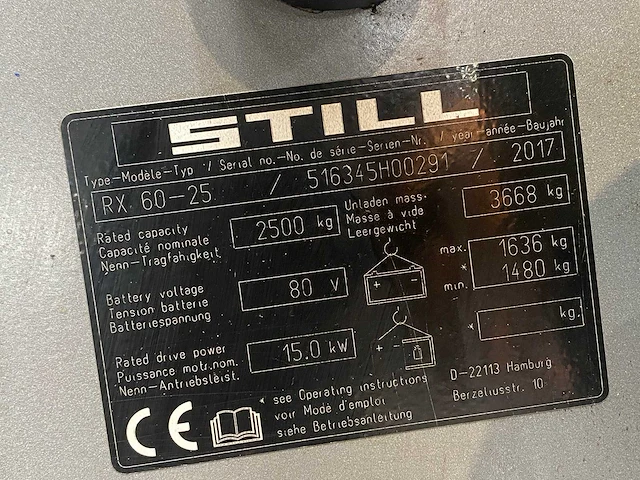 STILL
Type-Modèle-Typ / Serial no.-No. de série-Serien-Nr. / year-année-Baujahr
RX 60-25 / 516345H00291 / 2017
Rated capacity
Capacité nominale
Nenn-Tragfähigkeit
2500 kg
Unladen mass.
Masse à vide
Leergewicht
3668 kg
Battery voltage
Tension batterie
Batteriespannung
80 V
+ -
max. 1636 kg
*
min. 1480 kg
Rated drive power
Puissance motr.nom.
Nenn-Antriebsleist.
15.0 kW
+
* kg.
CE
* see Operating instructions
voir Mode d'emploi
siehe Betriebsanleitung
D-22113 Hamburg
Berzeliusstr. 10